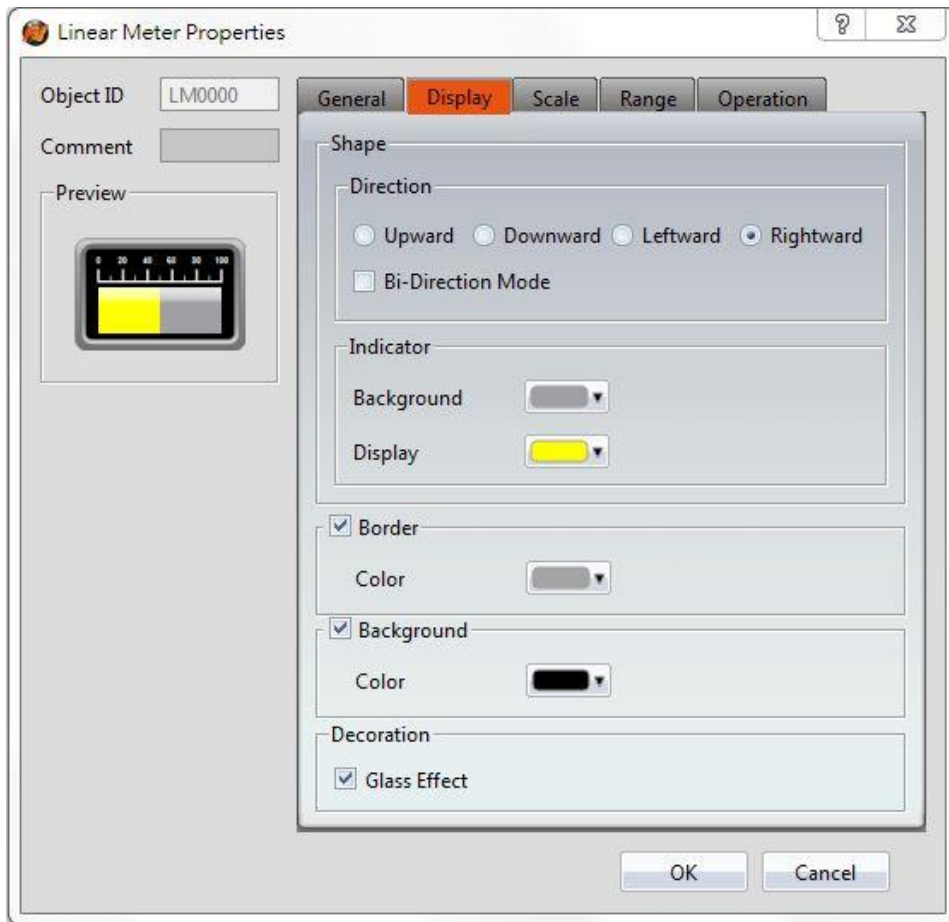 Linear Meter Properties
?
Object ID LM0000
Comment
Preview
0 20 40 60 80 100
General Display Scale Range Operation
Shape
Direction
Upward Downward Leftward Rightward
Bi-Direction Mode
Indicator
Background
Display
Border
Color
Background
Color
Decoration
Glass Effect
OK Cancel